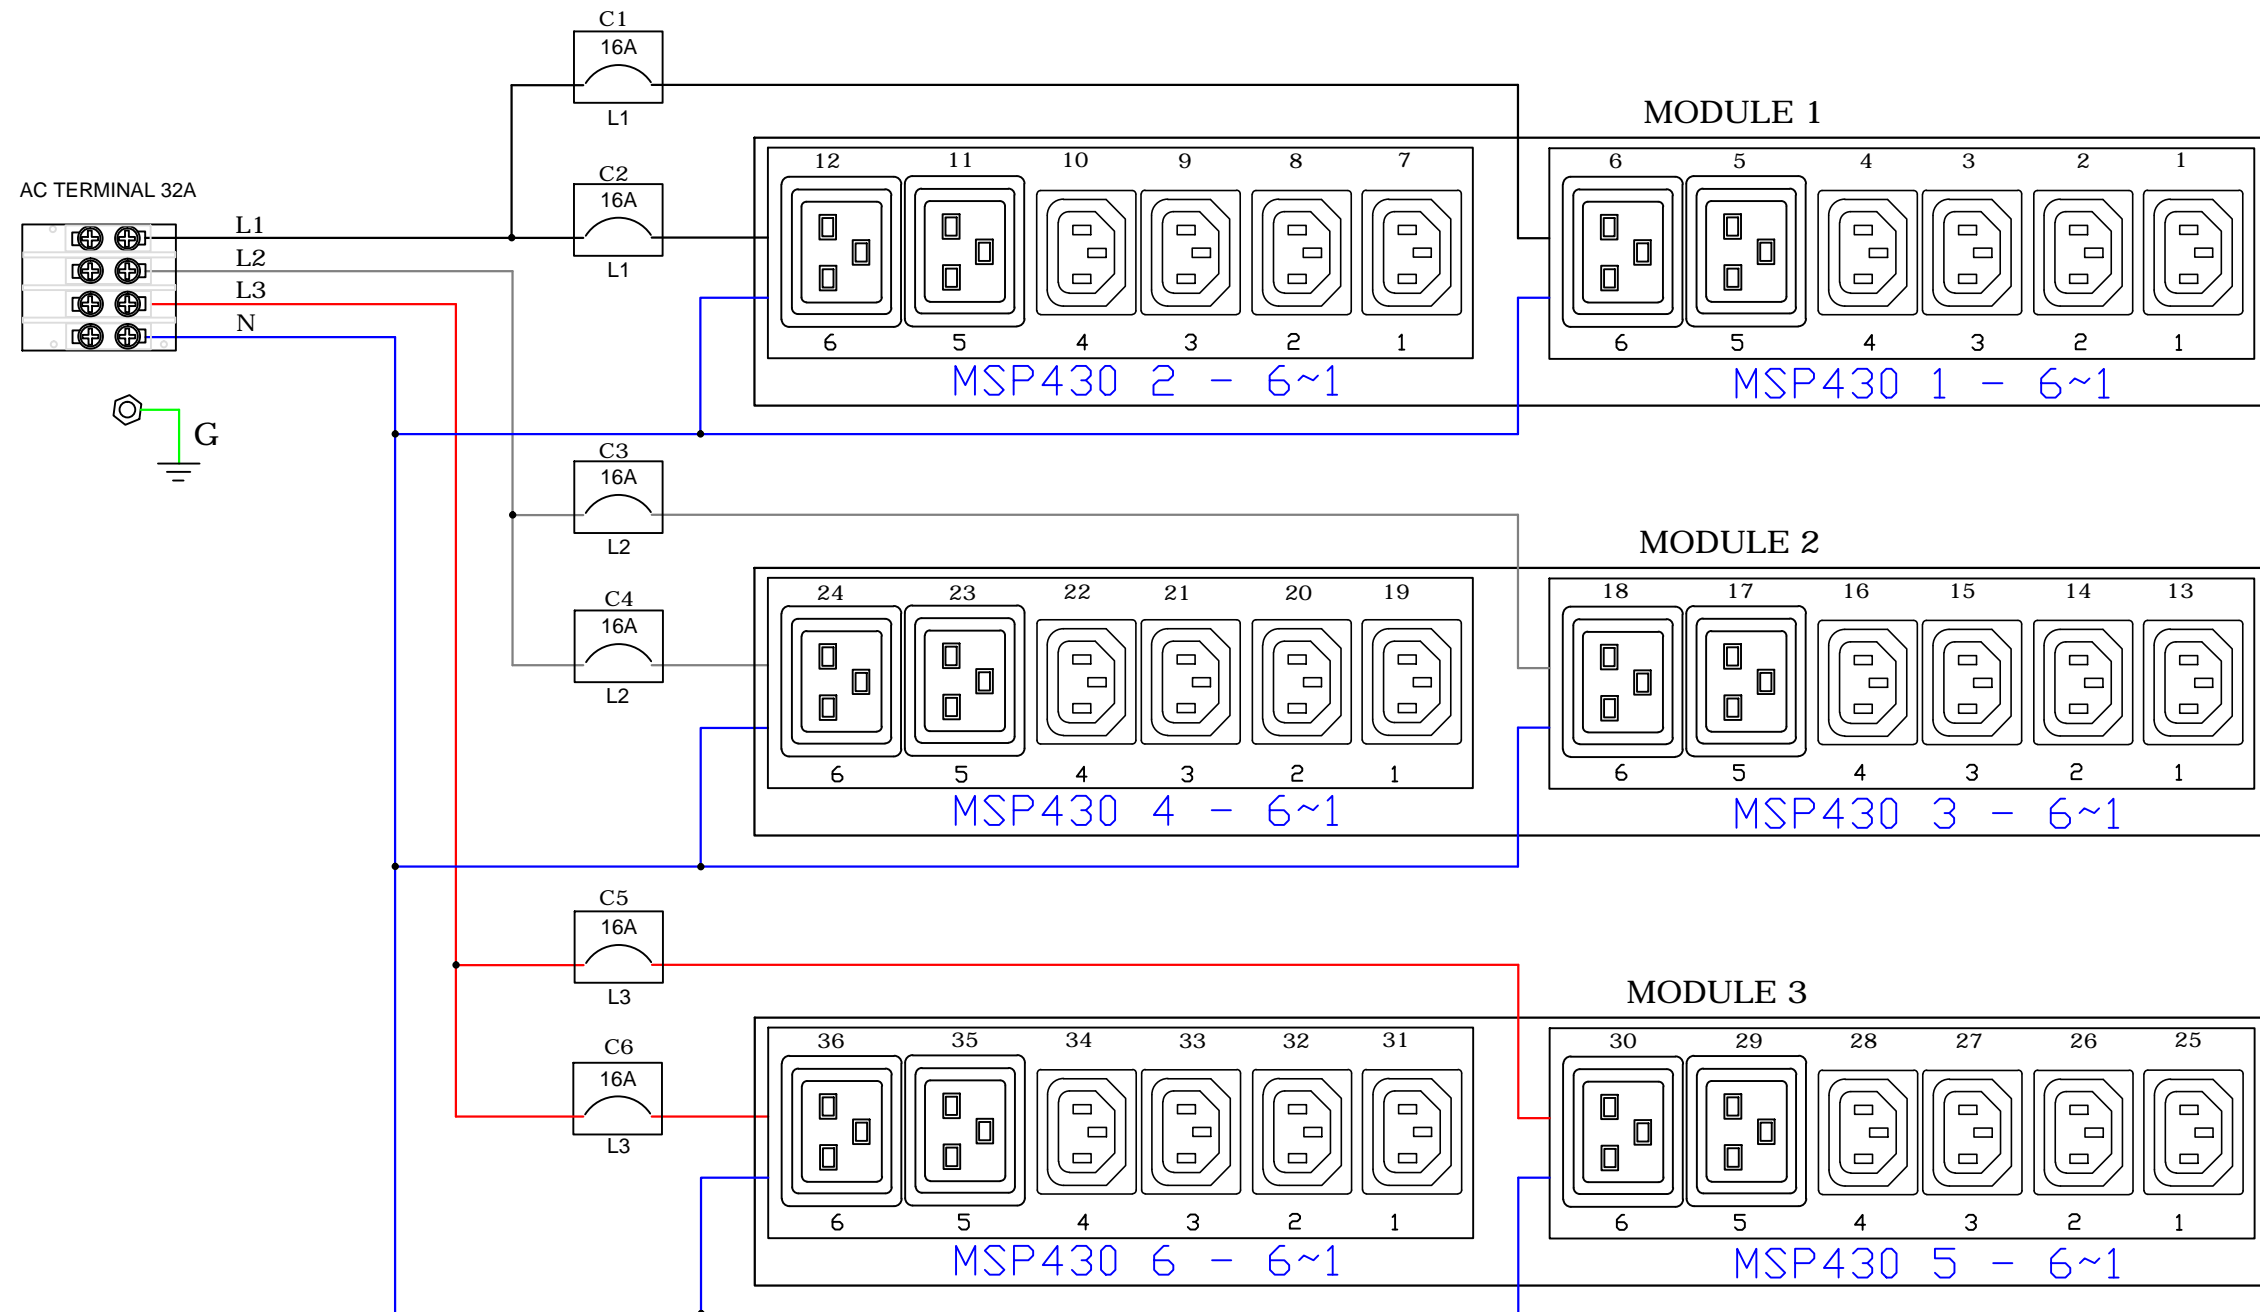 C1
16A
L1
MODULE 1
AC TERMINAL 32A
L1
L2
L3
N
G
C2
16A
L1
12 11 10 9 8 7
6 5 4 3 2 1
MSP430 2 - 6~1
6 5 4 3 2 1
6 5 4 3 2 1
MSP430 1 - 6~1
C3
16A
L2
MODULE 2
C4
16A
L2
24 23 22 21 20 19
6 5 4 3 2 1
MSP430 4 - 6~1
18 17 16 15 14 13
6 5 4 3 2 1
MSP430 3 - 6~1
C5
16A
L3
MODULE 3
C6
16A
L3
36 35 34 33 32 31
6 5 4 3 2 1
MSP430 6 - 6~1
30 29 28 27 26 25
6 5 4 3 2 1
MSP430 5 - 6~1